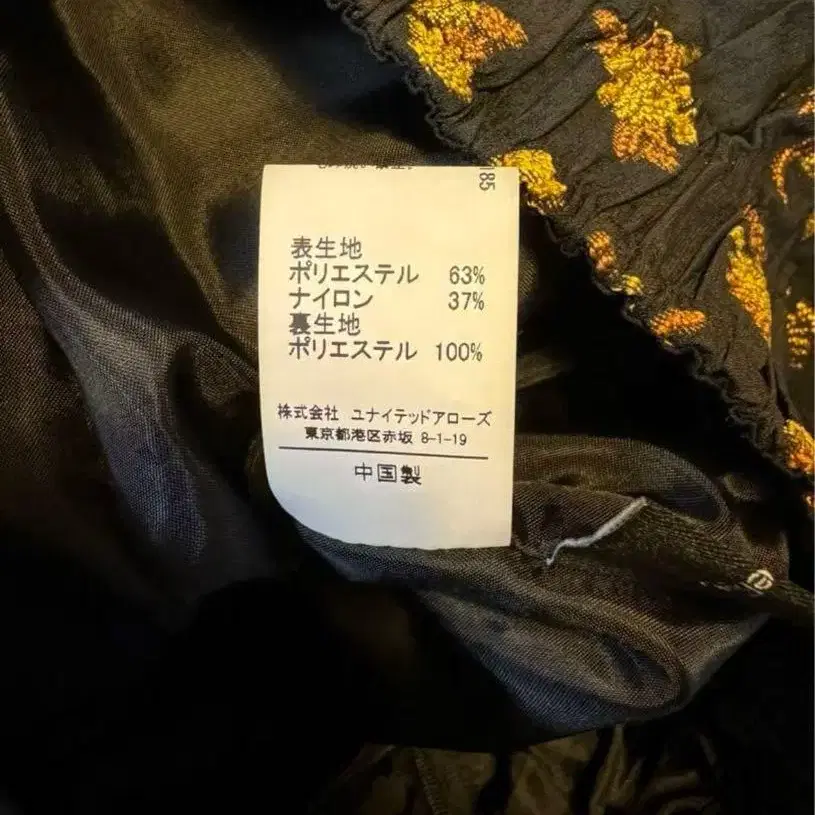 185
表生地
ポリエステル 63%
ナイロン 37%
裏生地
ポリエステル 100%
株式会社 ユナイテッドアローズ
東京都港区赤坂 8-1-19
中国製